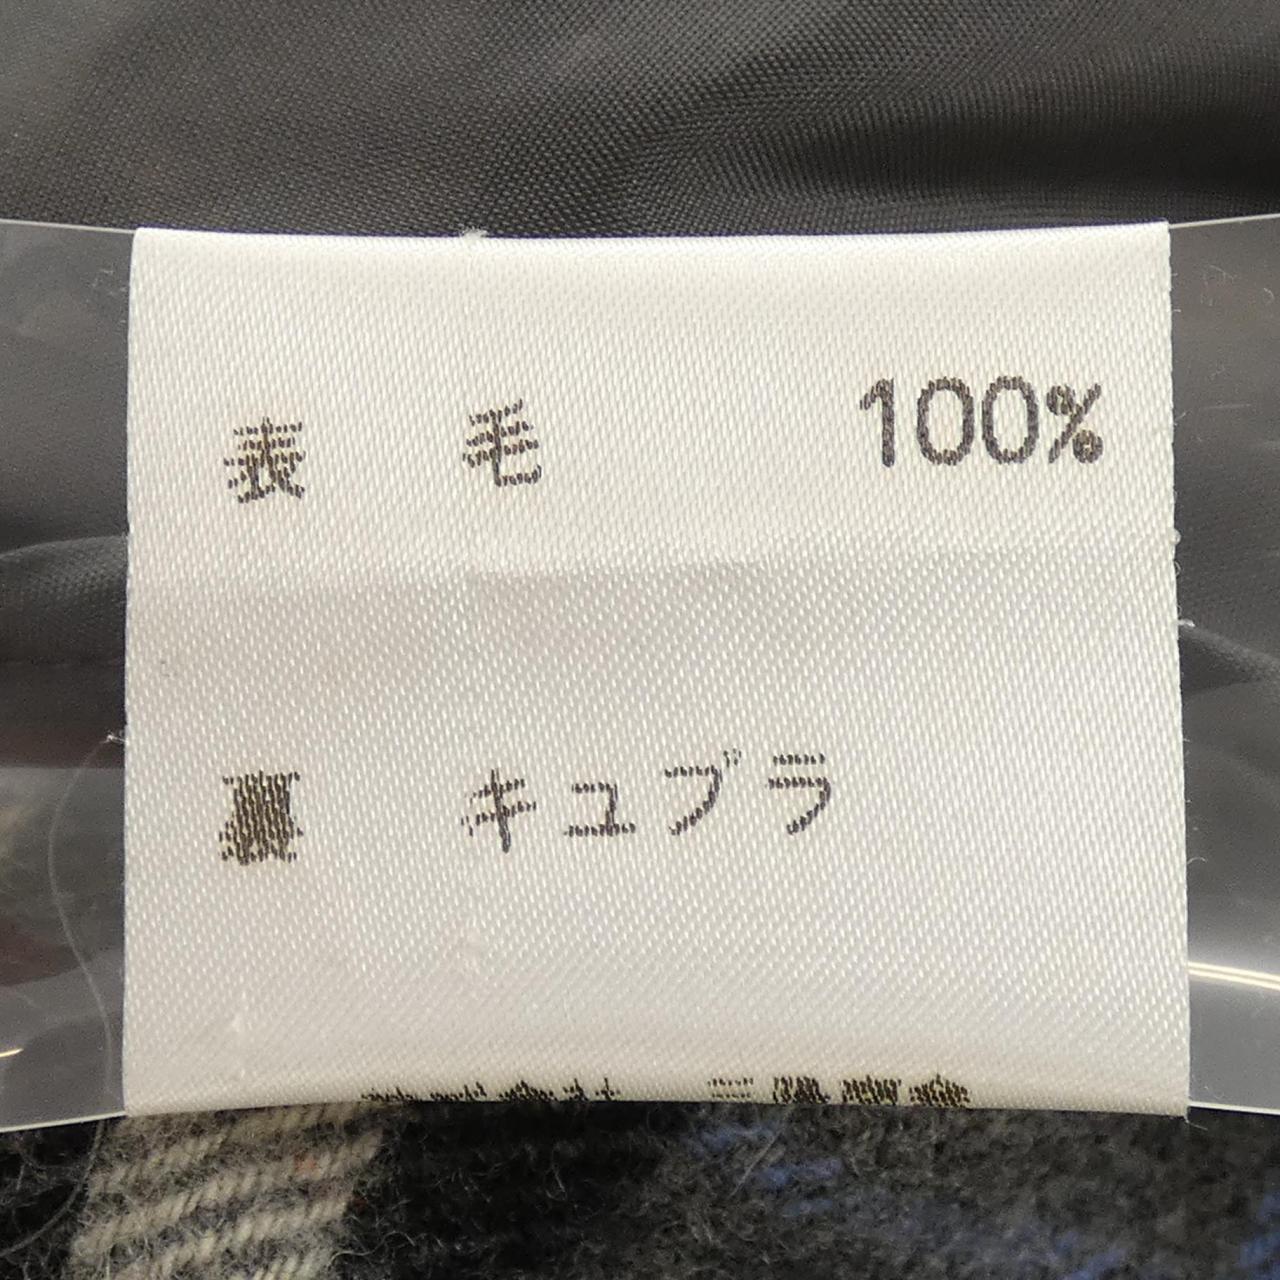 表 毛 100%
裏 キュプラ